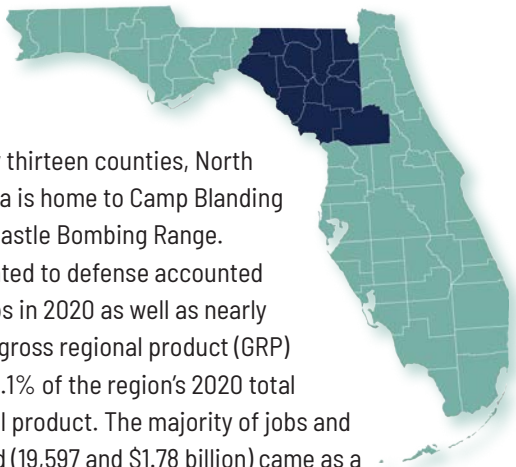 thirteen counties, North
a is home to Camp Blanding
astle Bombing Range.
ated to defense accounted
os in 2020 as well as nearly
gross regional product (GRP)
.1% of the region's 2020 total
l product. The majority of jobs and
d (19,597 and $1.78 billion) came as a